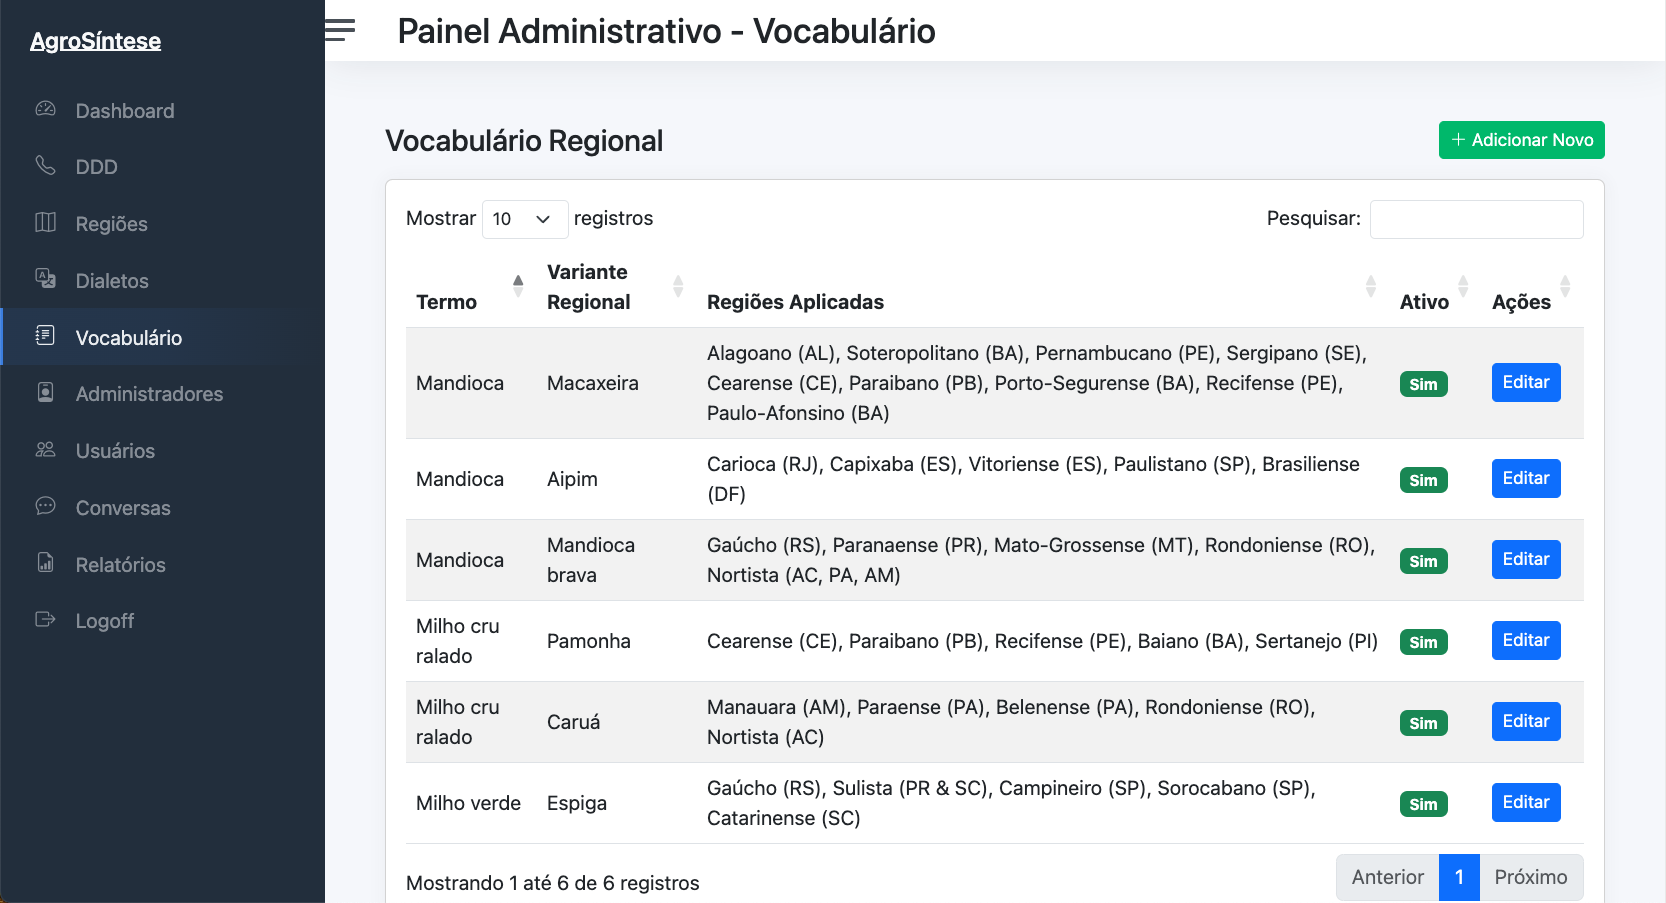 AgroSíntese
Dashboard
DDD
Regiões
Dialetos
Vocabulário
Administradores
Usuários
Conversas
Relatórios
Logoff
Painel Administrativo - Vocabulário
Vocabulário Regional
+ Adicionar Novo
Mostrar 10 registros
Pesquisar:
Termo
Variante
Regional
Regiões Aplicadas
Ativo
Ações
Mandioca
Macaxeira
Alagoano (AL), Soteropolitano (BA), Pernambucano (PE), Sergipano (SE),
Cearense (CE), Paraibano (PB), Porto-Segurense (BA), Recifense (PE),
Paulo-Afonsino (BA)
Sim
Editar
Mandioca
Aipim
Carioca (RJ), Capixaba (ES), Vitoriense (ES), Paulistano (SP), Brasiliense
(DF)
Sim
Editar
Mandioca
Mandioca
brava
Gaúcho (RS), Paranaense (PR), Mato-Grossense (MT), Rondoniense (RO),
Nortista (AC, PA, AM)
Sim
Editar
Milho cru
ralado
Pamonha
Cearense (CE), Paraibano (PB), Recifense (PE), Baiano (BA), Sertanejo (PI)
Sim
Editar
Milho cru
ralado
Caruá
Manauara (AM), Paraense (PA), Belenense (PA), Rondoniense (RO),
Nortista (AC)
Sim
Editar
Milho verde
Espiga
Gaúcho (RS), Sulista (PR & SC), Campineiro (SP), Sorocabano (SP),
Catarinense (SC)
Sim
Editar
Mostrando 1 até 6 de 6 registros
Anterior 1 Próximo